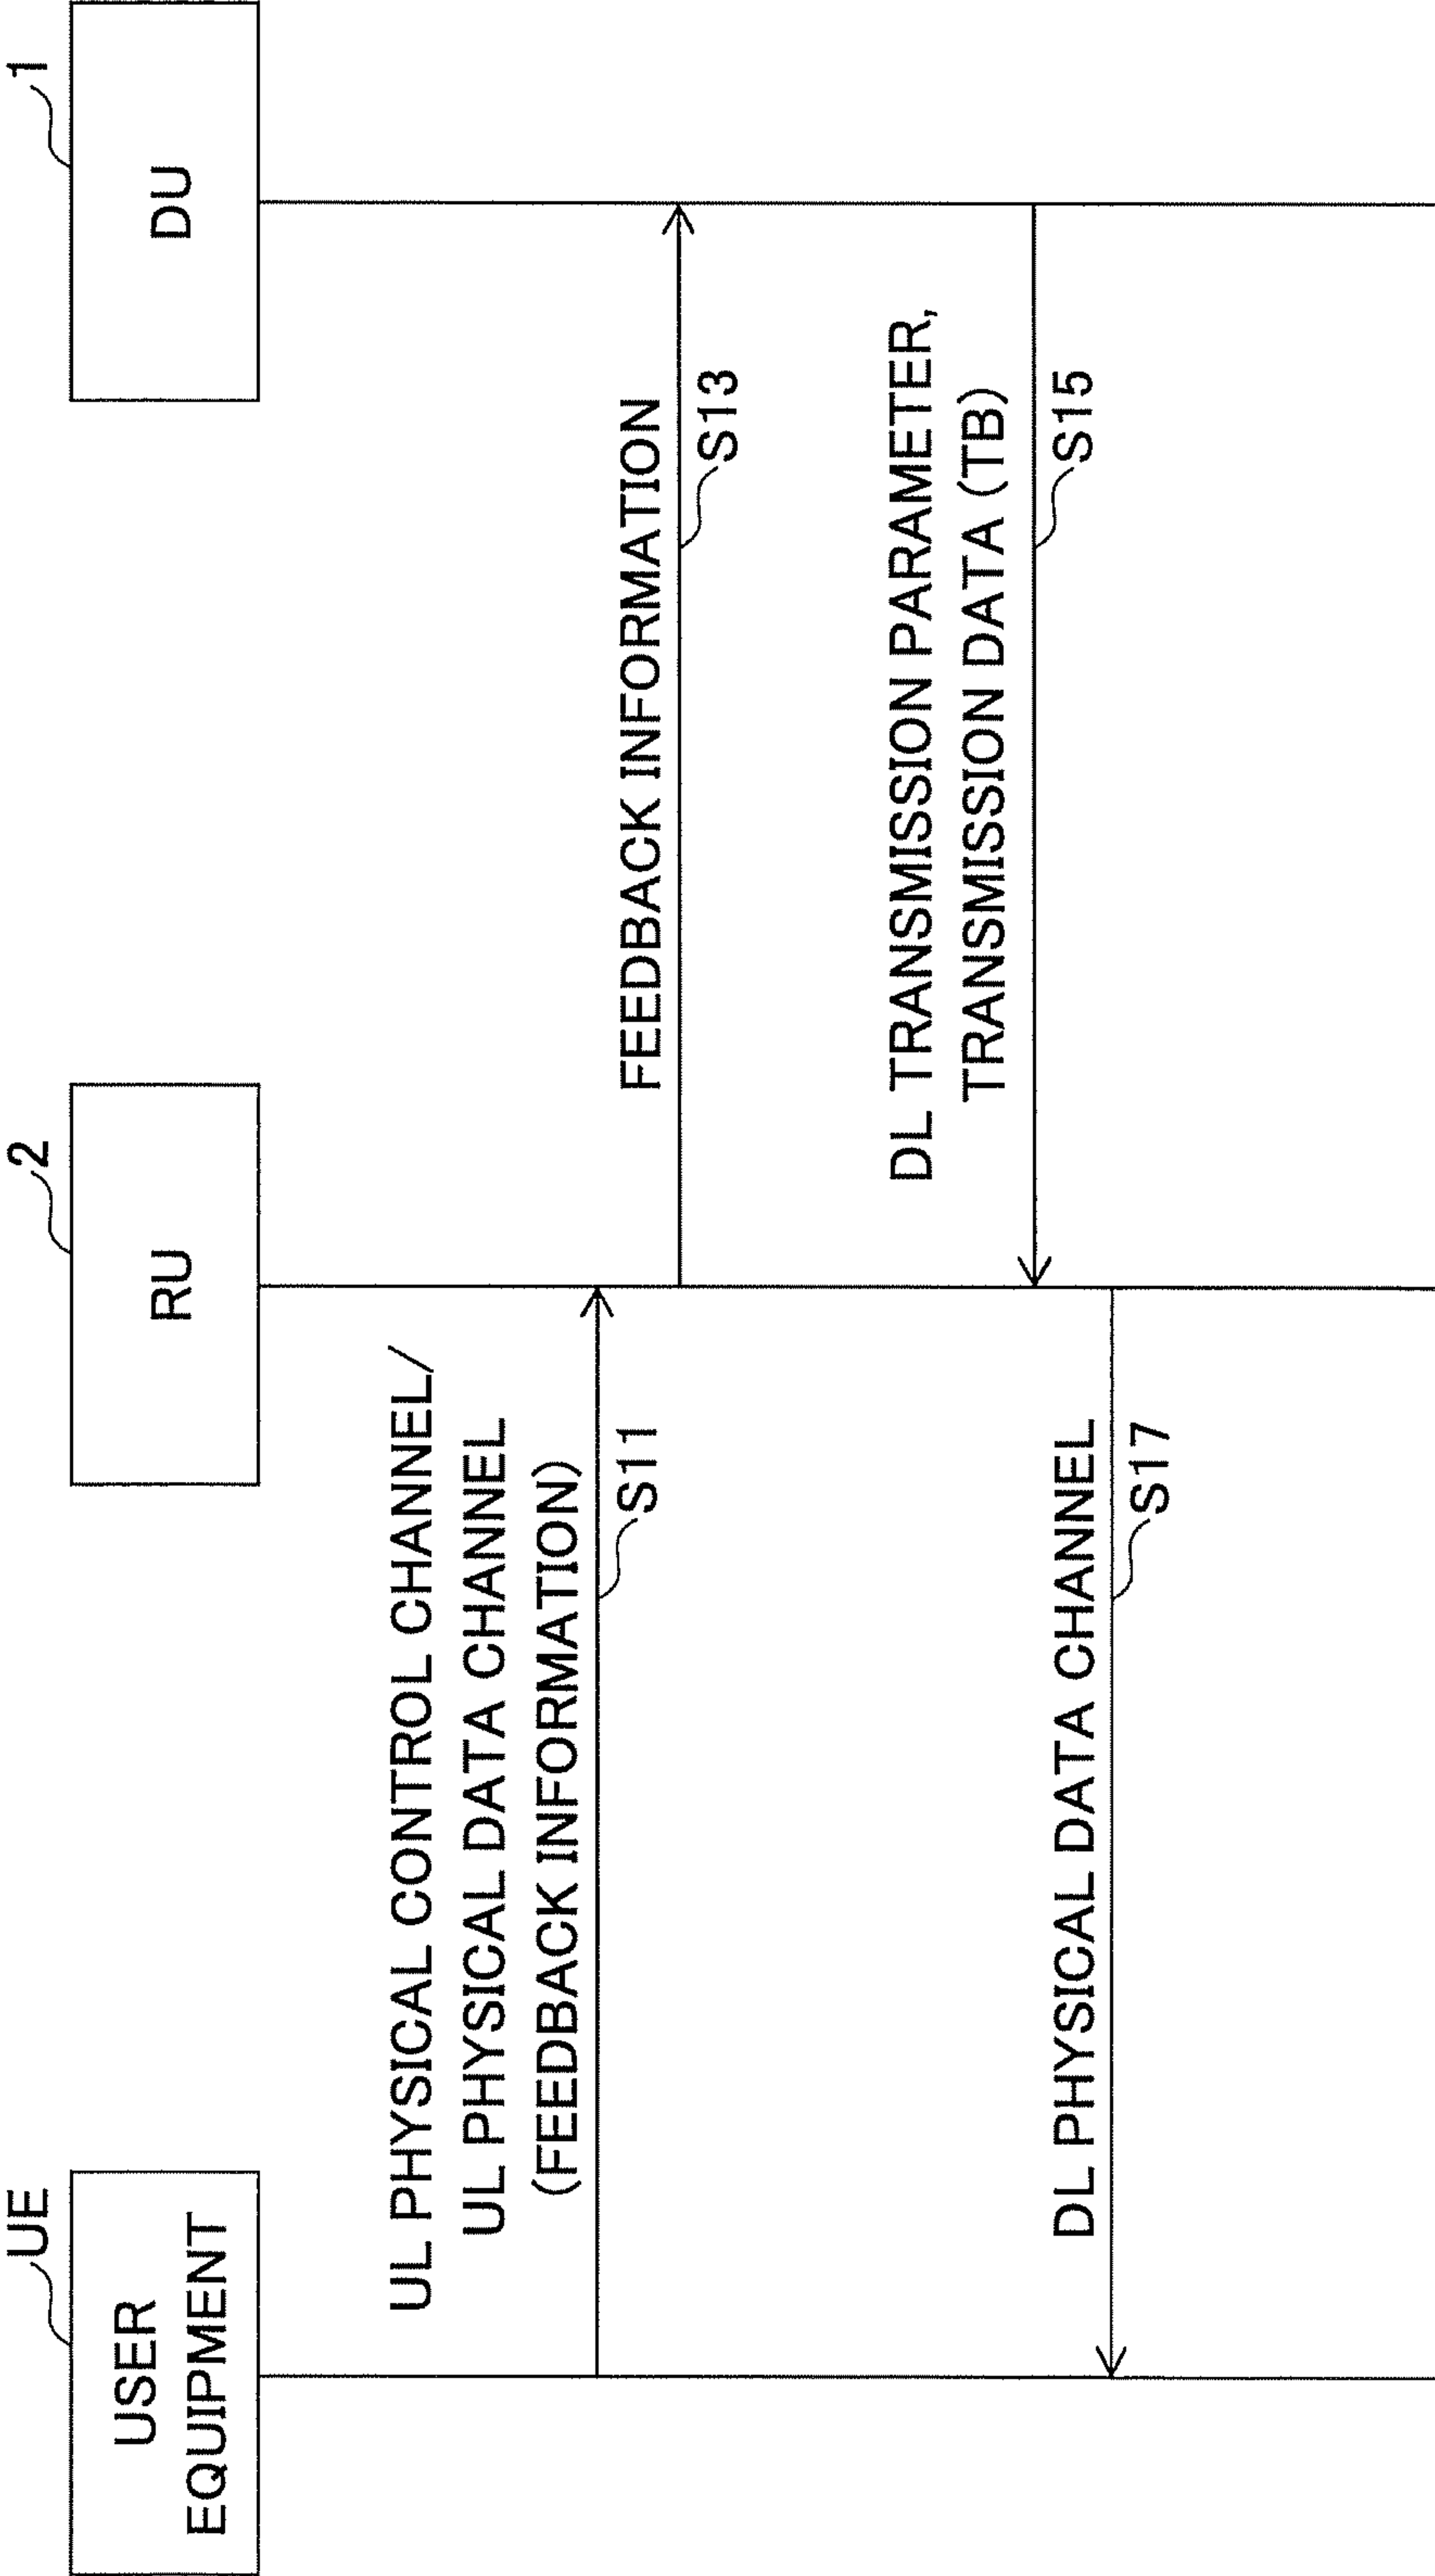 UE
USER
EQUIPMENT
2
RU
1
DU
UL PHYSICAL CONTROL CHANNEL/
UL PHYSICAL DATA CHANNEL
(FEEDBACK INFORMATION)
S11
FEEDBACK INFORMATION
S13
DL TRANSMISSION PARAMETER,
TRANSMISSION DATA (TB)
S15
DL PHYSICAL DATA CHANNEL
S17